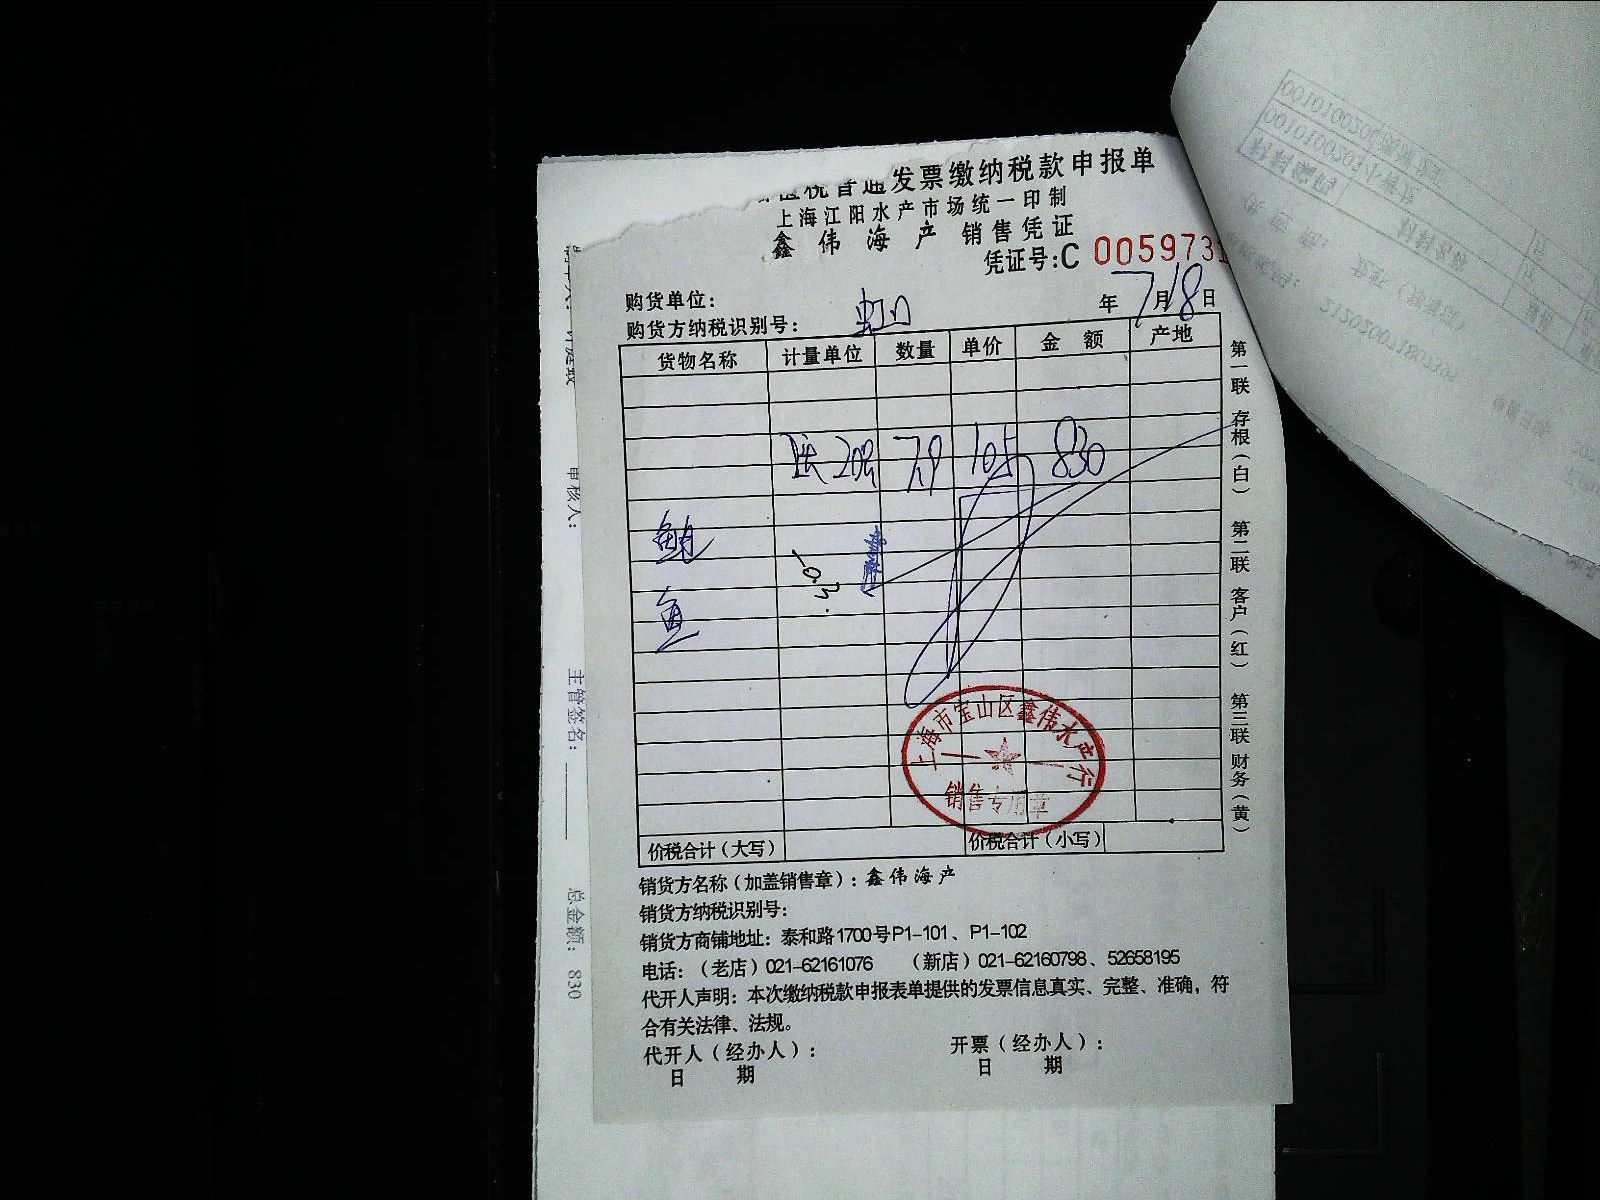 值税普通发票缴纳税款申报单
上海江阳水产市场统一印制
鑫伟海产 销售凭证
凭证号:C 0059731
购货单位: 年 7月18日
购货方纳税识别号: 虹口
货物名称 计量单位 数量 单价 金额 产地
7.9 105 830
鲍
鱼
-0.3
价税合计(大写) 价税合计(小写)
上海市宝山区鑫伟水产行
销售专用章
销货方名称(加盖销售章):鑫伟海产
销货方纳税识别号:
销货方商铺地址:泰和路1700号P1-101、P1-102
电话:(老店)021-62161076 (新店)021-62160798、52658195
代开人声明:本次缴纳税款申报表单提供的发票信息真实、完整、准确,符
合有关法律、法规。
代开人(经办人): 开票(经办人):
日 期 日 期
第一联 存根(白) 第二联 客户(红) 第三联 财务(黄)
审核人:
主管签名:
总金额: 830